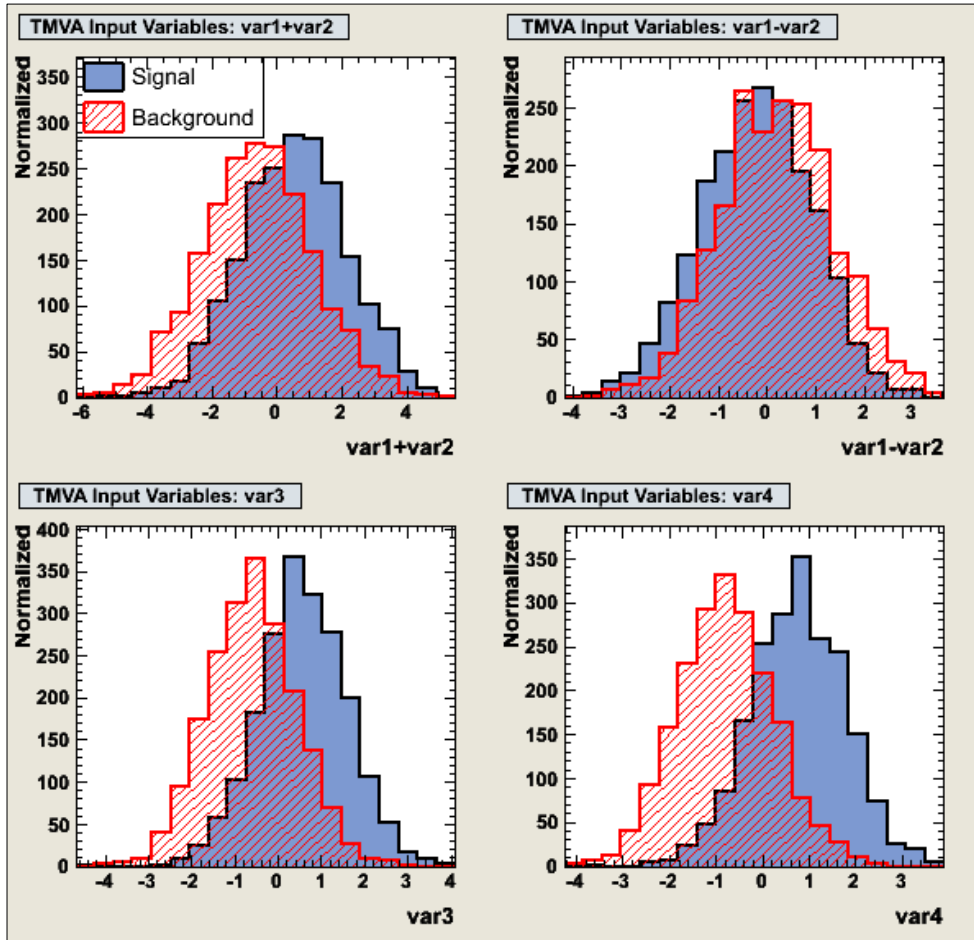 TMVA Input Variables: var1+var2
Normalized
350
300
250
200
150
100
50
0
Signal
Background
-6 -4 -2 0 2 4
var1+var2
TMVA Input Variables: var1-var2
Normalized
250
200
150
100
50
0
-4 -3 -2 -1 0 1 2 3
var1-var2
TMVA Input Variables: var3
Normalized
400
350
300
250
200
150
100
50
0
-4 -3 -2 -1 0 1 2 3 4
var3
TMVA Input Variables: var4
Normalized
350
300
250
200
150
100
50
0
-4 -3 -2 -1 0 1 2 3
var4